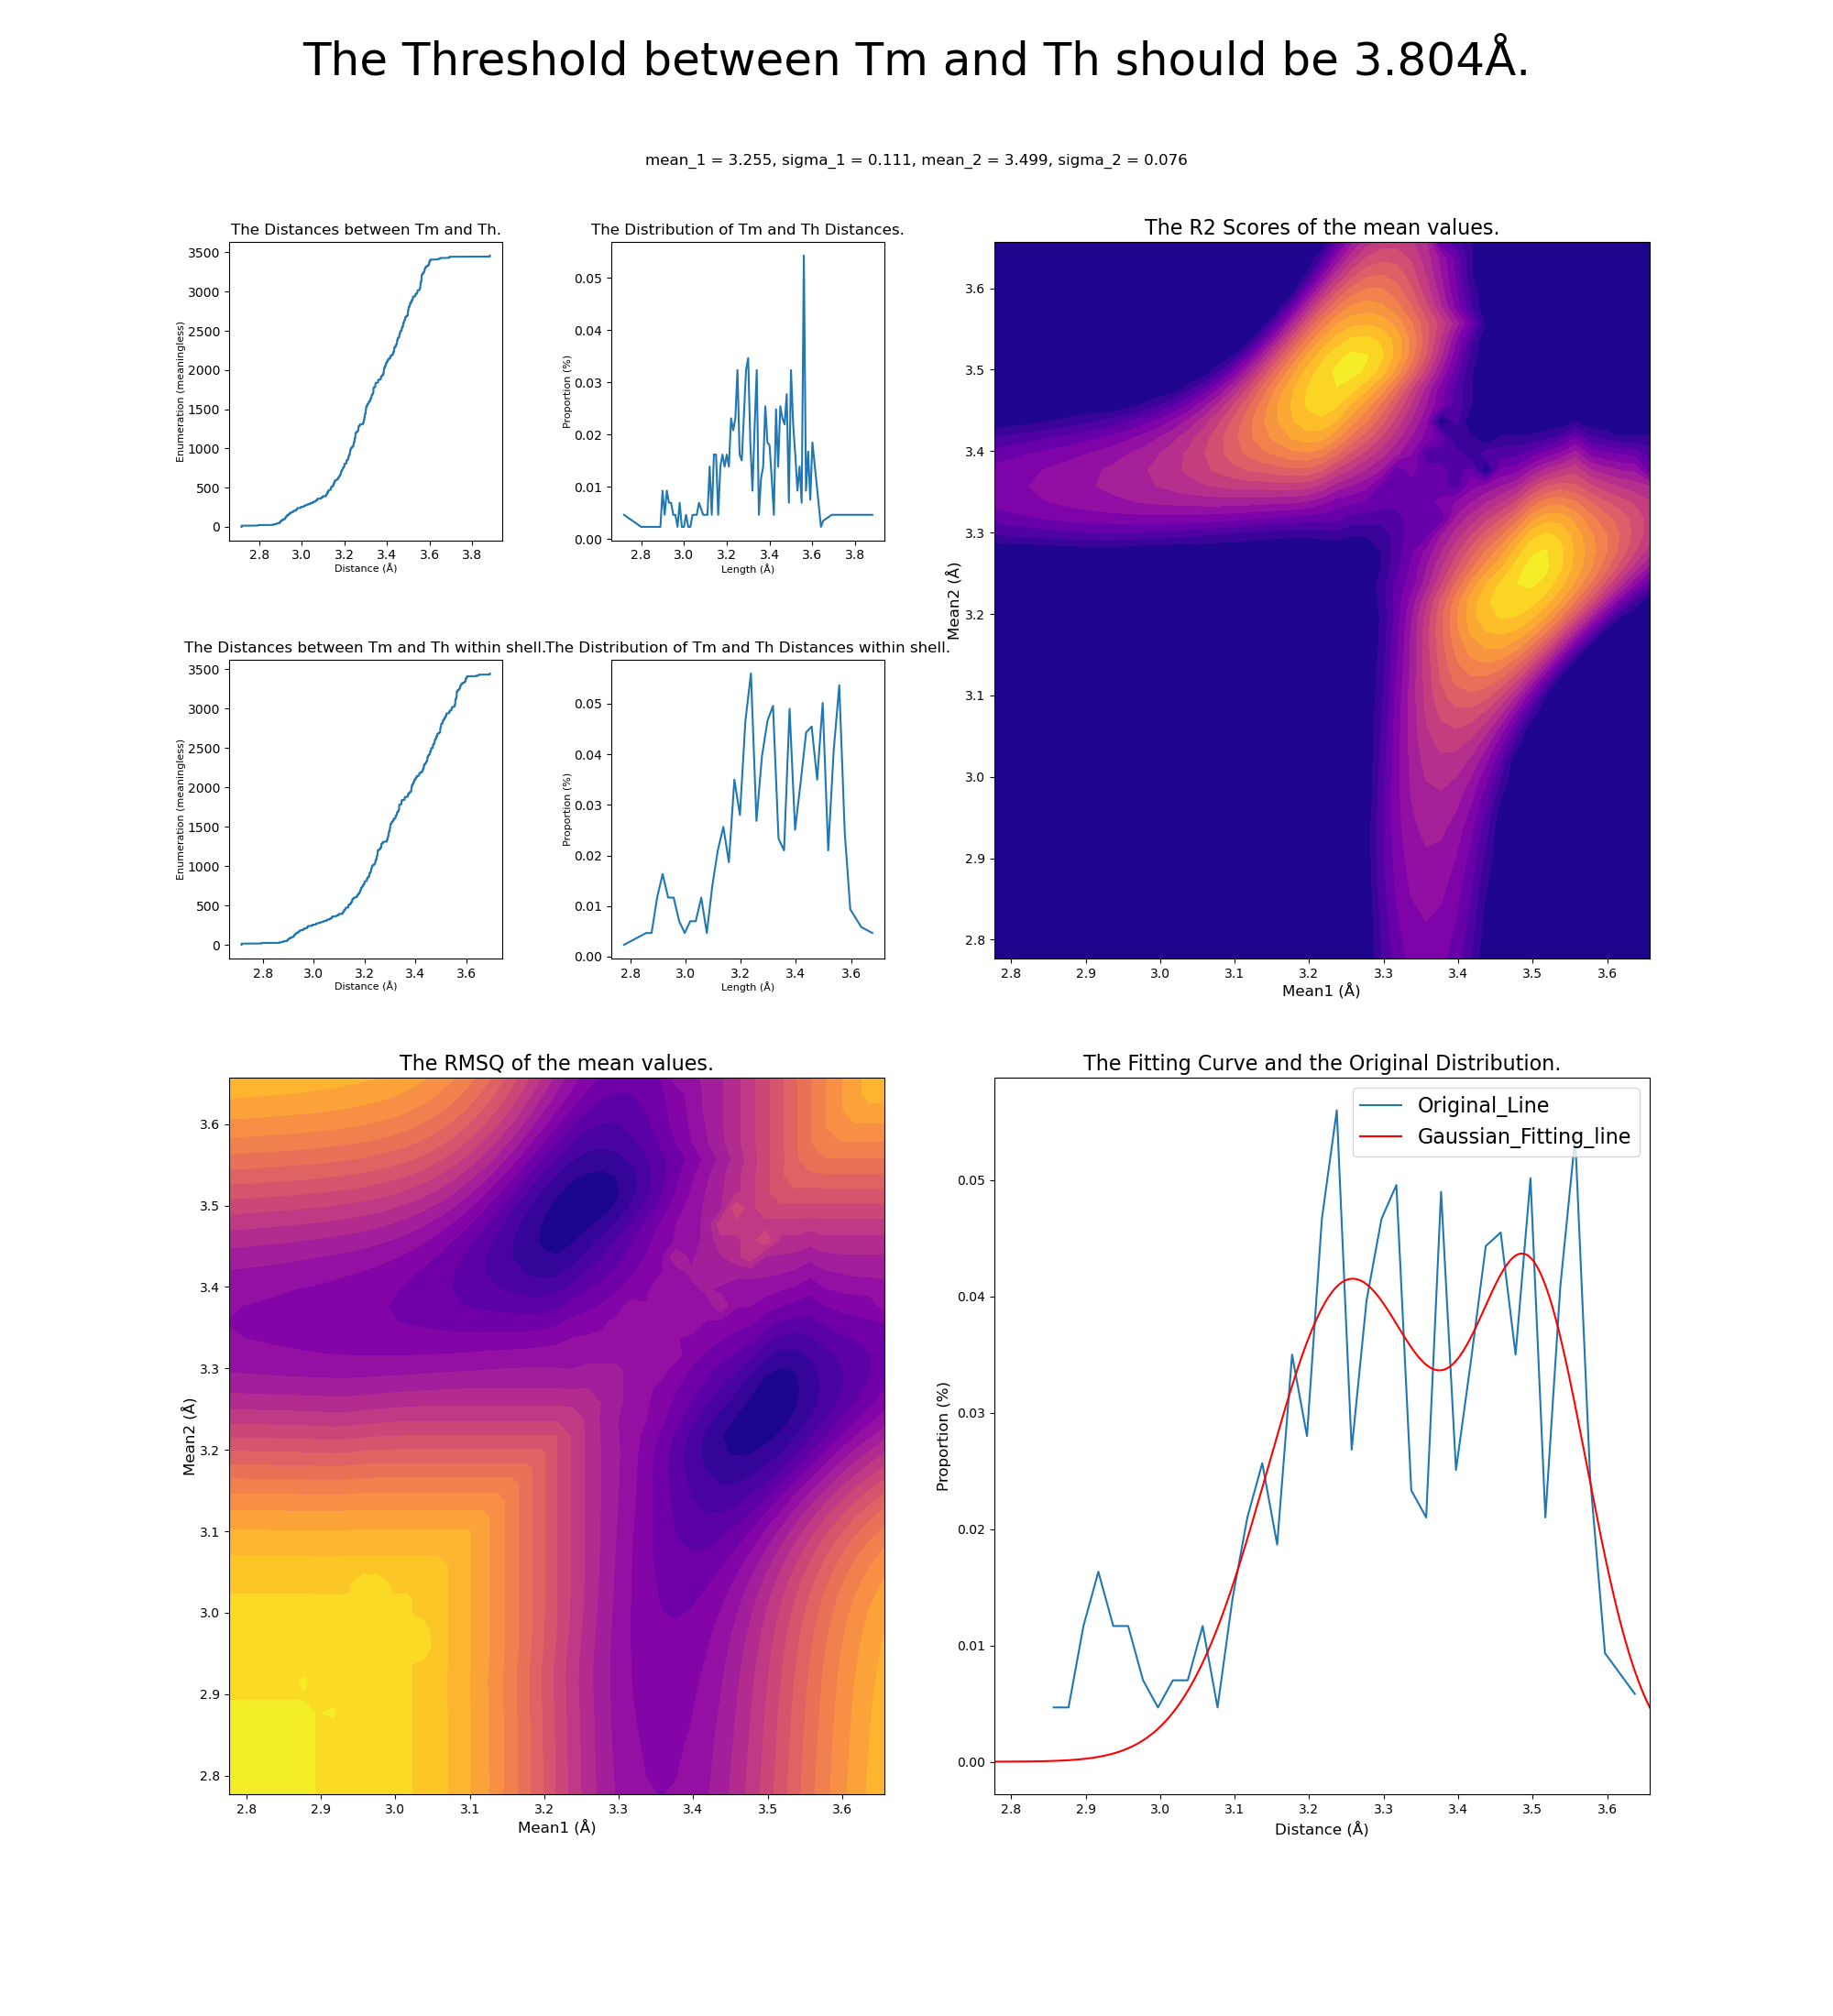 The Threshold between Tm and Th should be 3.804Å.
mean_1 = 3.255, sigma_1 = 0.111, mean_2 = 3.499, sigma_2 = 0.076
The Distances between Tm and Th.
3500
3000
2500
2000
1500
1000
500
0
Enumeration (meaningless)
2.8 3.0 3.2 3.4 3.6 3.8
Distance (Å)
The Distribution of Tm and Th Distances.
0.05
0.04
0.03
0.02
0.01
0.00
Proportion (%)
2.8 3.0 3.2 3.4 3.6 3.8
Length (Å)
The R2 Scores of the mean values.
3.6
3.5
3.4
3.3
3.2
3.1
3.0
2.9
2.8
Mean2 (Å)
2.8 2.9 3.0 3.1 3.2 3.3 3.4 3.5 3.6
Mean1 (Å)
The Distances between Tm and Th within shell.
3500
3000
2500
2000
1500
1000
500
0
Enumeration (meaningless)
2.8 3.0 3.2 3.4 3.6
Distance (Å)
The Distribution of Tm and Th Distances within shell.
0.05
0.04
0.03
0.02
0.01
0.00
Proportion (%)
2.8 3.0 3.2 3.4 3.6
Length (Å)
The RMSQ of the mean values.
3.6
3.5
3.4
3.3
3.2
3.1
3.0
2.9
2.8
Mean2 (Å)
2.8 2.9 3.0 3.1 3.2 3.3 3.4 3.5 3.6
Mean1 (Å)
The Fitting Curve and the Original Distribution.
Original_Line
Gaussian_Fitting_line
0.05
0.04
0.03
0.02
0.01
0.00
Proportion (%)
2.8 2.9 3.0 3.1 3.2 3.3 3.4 3.5 3.6
Distance (Å)